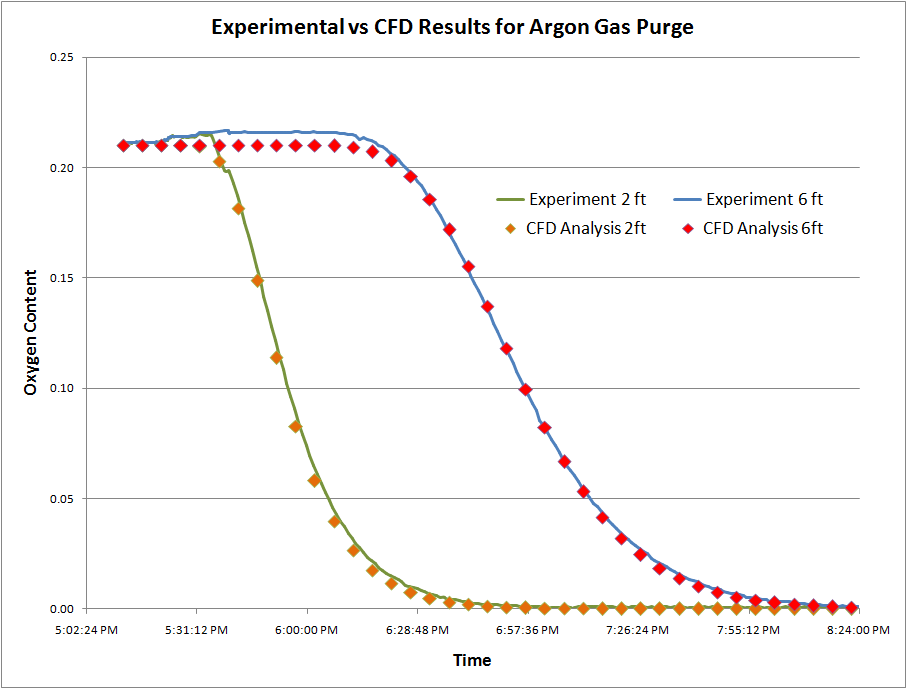 Experimental vs CFD Results for Argon Gas Purge
0.25
0.20
0.15
0.10
0.05
0.00
Oxygen Content
Experiment 2 ft
Experiment 6 ft
CFD Analysis 2ft
CFD Analysis 6ft
5:02:24 PM 5:31:12 PM 6:00:00 PM 6:28:48 PM 6:57:36 PM 7:26:24 PM 7:55:12 PM 8:24:00 PM
Time